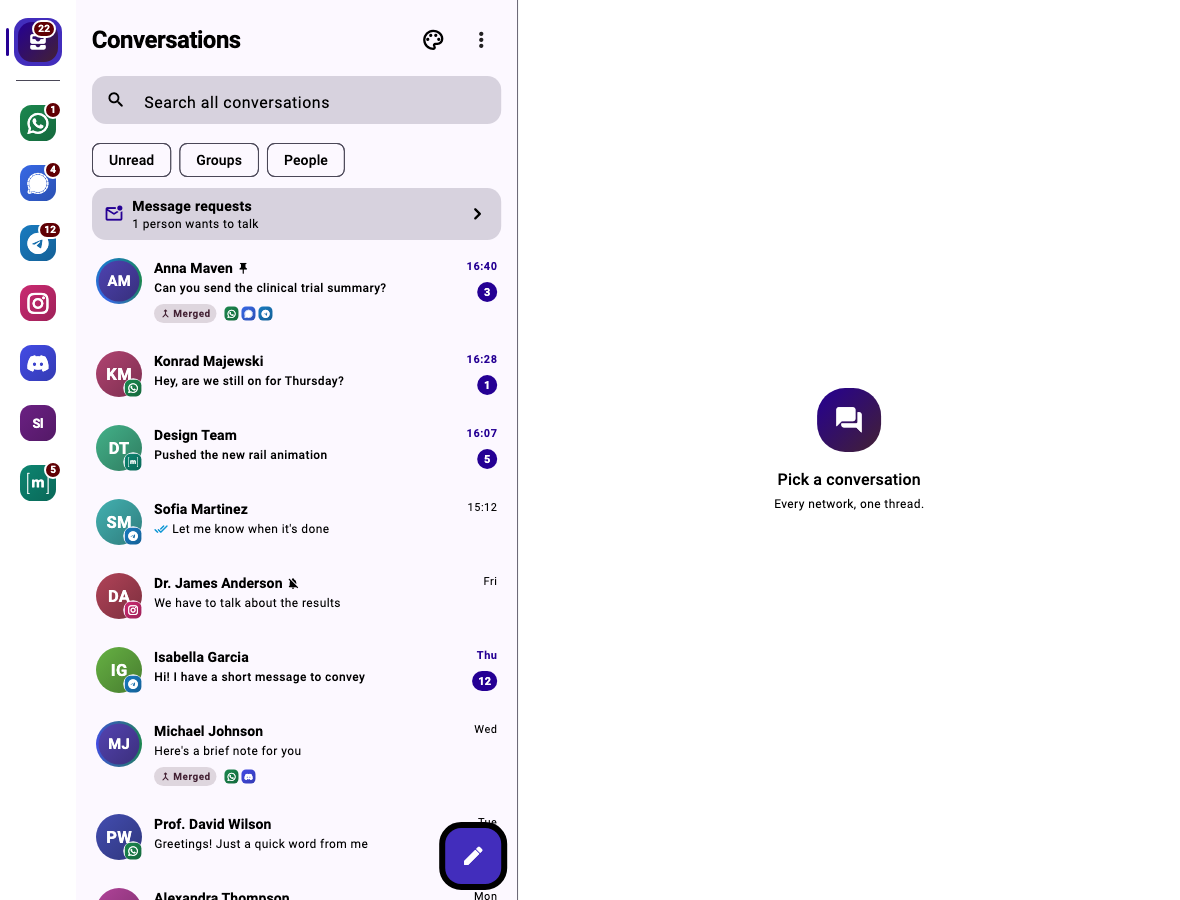 22
1
4
12
SI
[m]
5
Conversations
Search all conversations
Unread
Groups
People
Message requests
1 person wants to talk
AM
Anna Maven
16:40
Can you send the clinical trial summary?
3
Merged
KM
Konrad Majewski
16:28
Hey, are we still on for Thursday?
1
DT
[m]
Design Team
16:07
Pushed the new rail animation
5
SM
Sofia Martinez
15:12
Let me know when it's done
DA
Dr. James Anderson
Fri
We have to talk about the results
IG
Isabella Garcia
Thu
Hi! I have a short message to convey
12
MJ
Michael Johnson
Wed
Here's a brief note for you
Merged
PW
Prof. David Wilson
Tue
Greetings! Just a quick word from me
Alexandra Thompson
Mon
Pick a conversation
Every network, one thread.